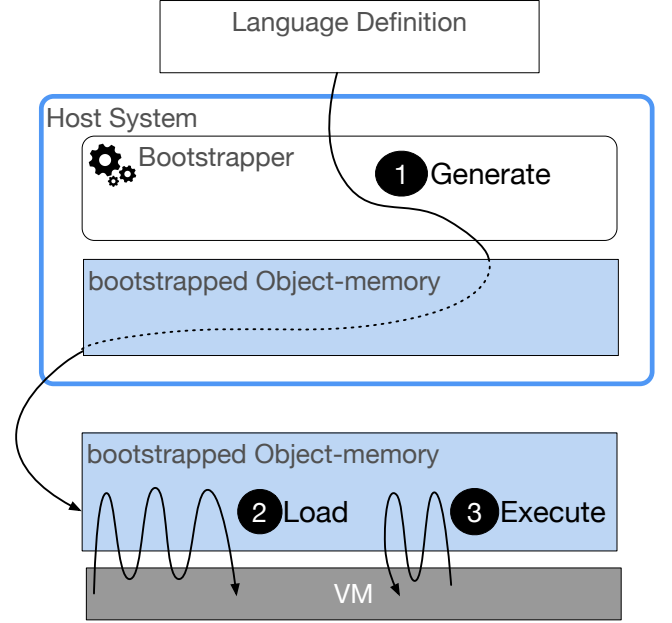 Language Definition
Host System
Bootstrapper
1 Generate
bootstrapped Object-memory
bootstrapped Object-memory
2 Load
3 Execute
VM